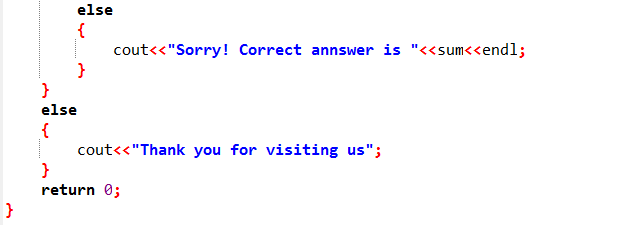 else
{
cout<<"Sorry! Correct annswer is "<<sum<<endl;
}
}
else
{
cout<<"Thank you for visiting us";
}
return 0;
}